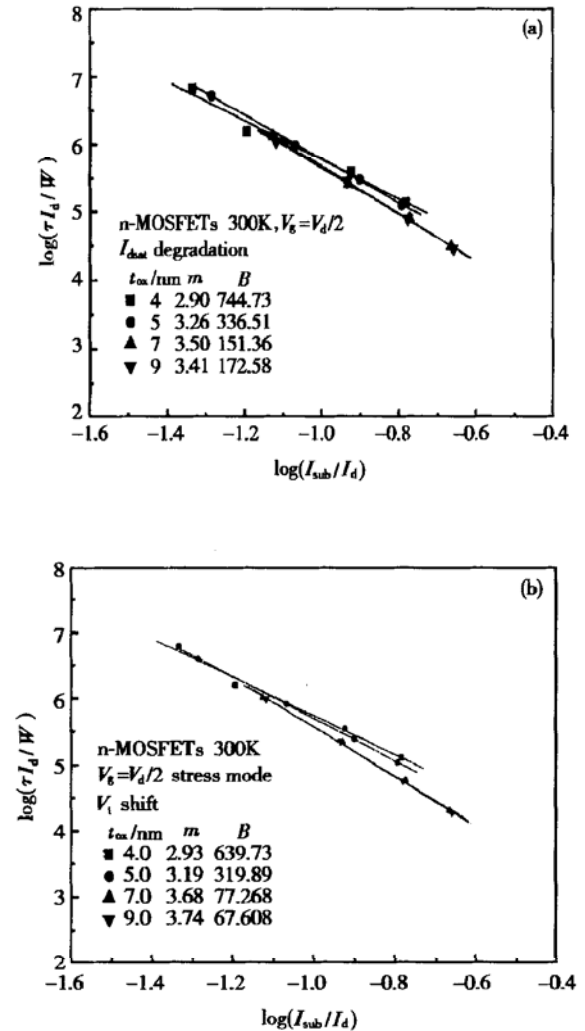 (a)
8
7
6
5
4
3
2
log(τI_d/W)
n-MOSFETs 300K, V_g=V_d/2
I_dsat degradation
t_ox/nm m B
■ 4 2.90 744.73
● 5 3.26 336.51
▲ 7 3.50 151.36
▼ 9 3.41 172.58
−1.6 −1.4 −1.2 −1.0 −0.8 −0.6 −0.4
log(I_sub/I_d)
(b)
8
7
6
5
4
3
2
log(τI_d/W)
n-MOSFETs 300K
V_g=V_d/2 stress mode
V_t shift
t_ox/nm m B
■ 4.0 2.93 639.73
● 5.0 3.19 319.89
▲ 7.0 3.68 77.268
▼ 9.0 3.74 67.608
−1.6 −1.4 −1.2 −1.0 −0.8 −0.6 −0.4
log(I_sub/I_d)